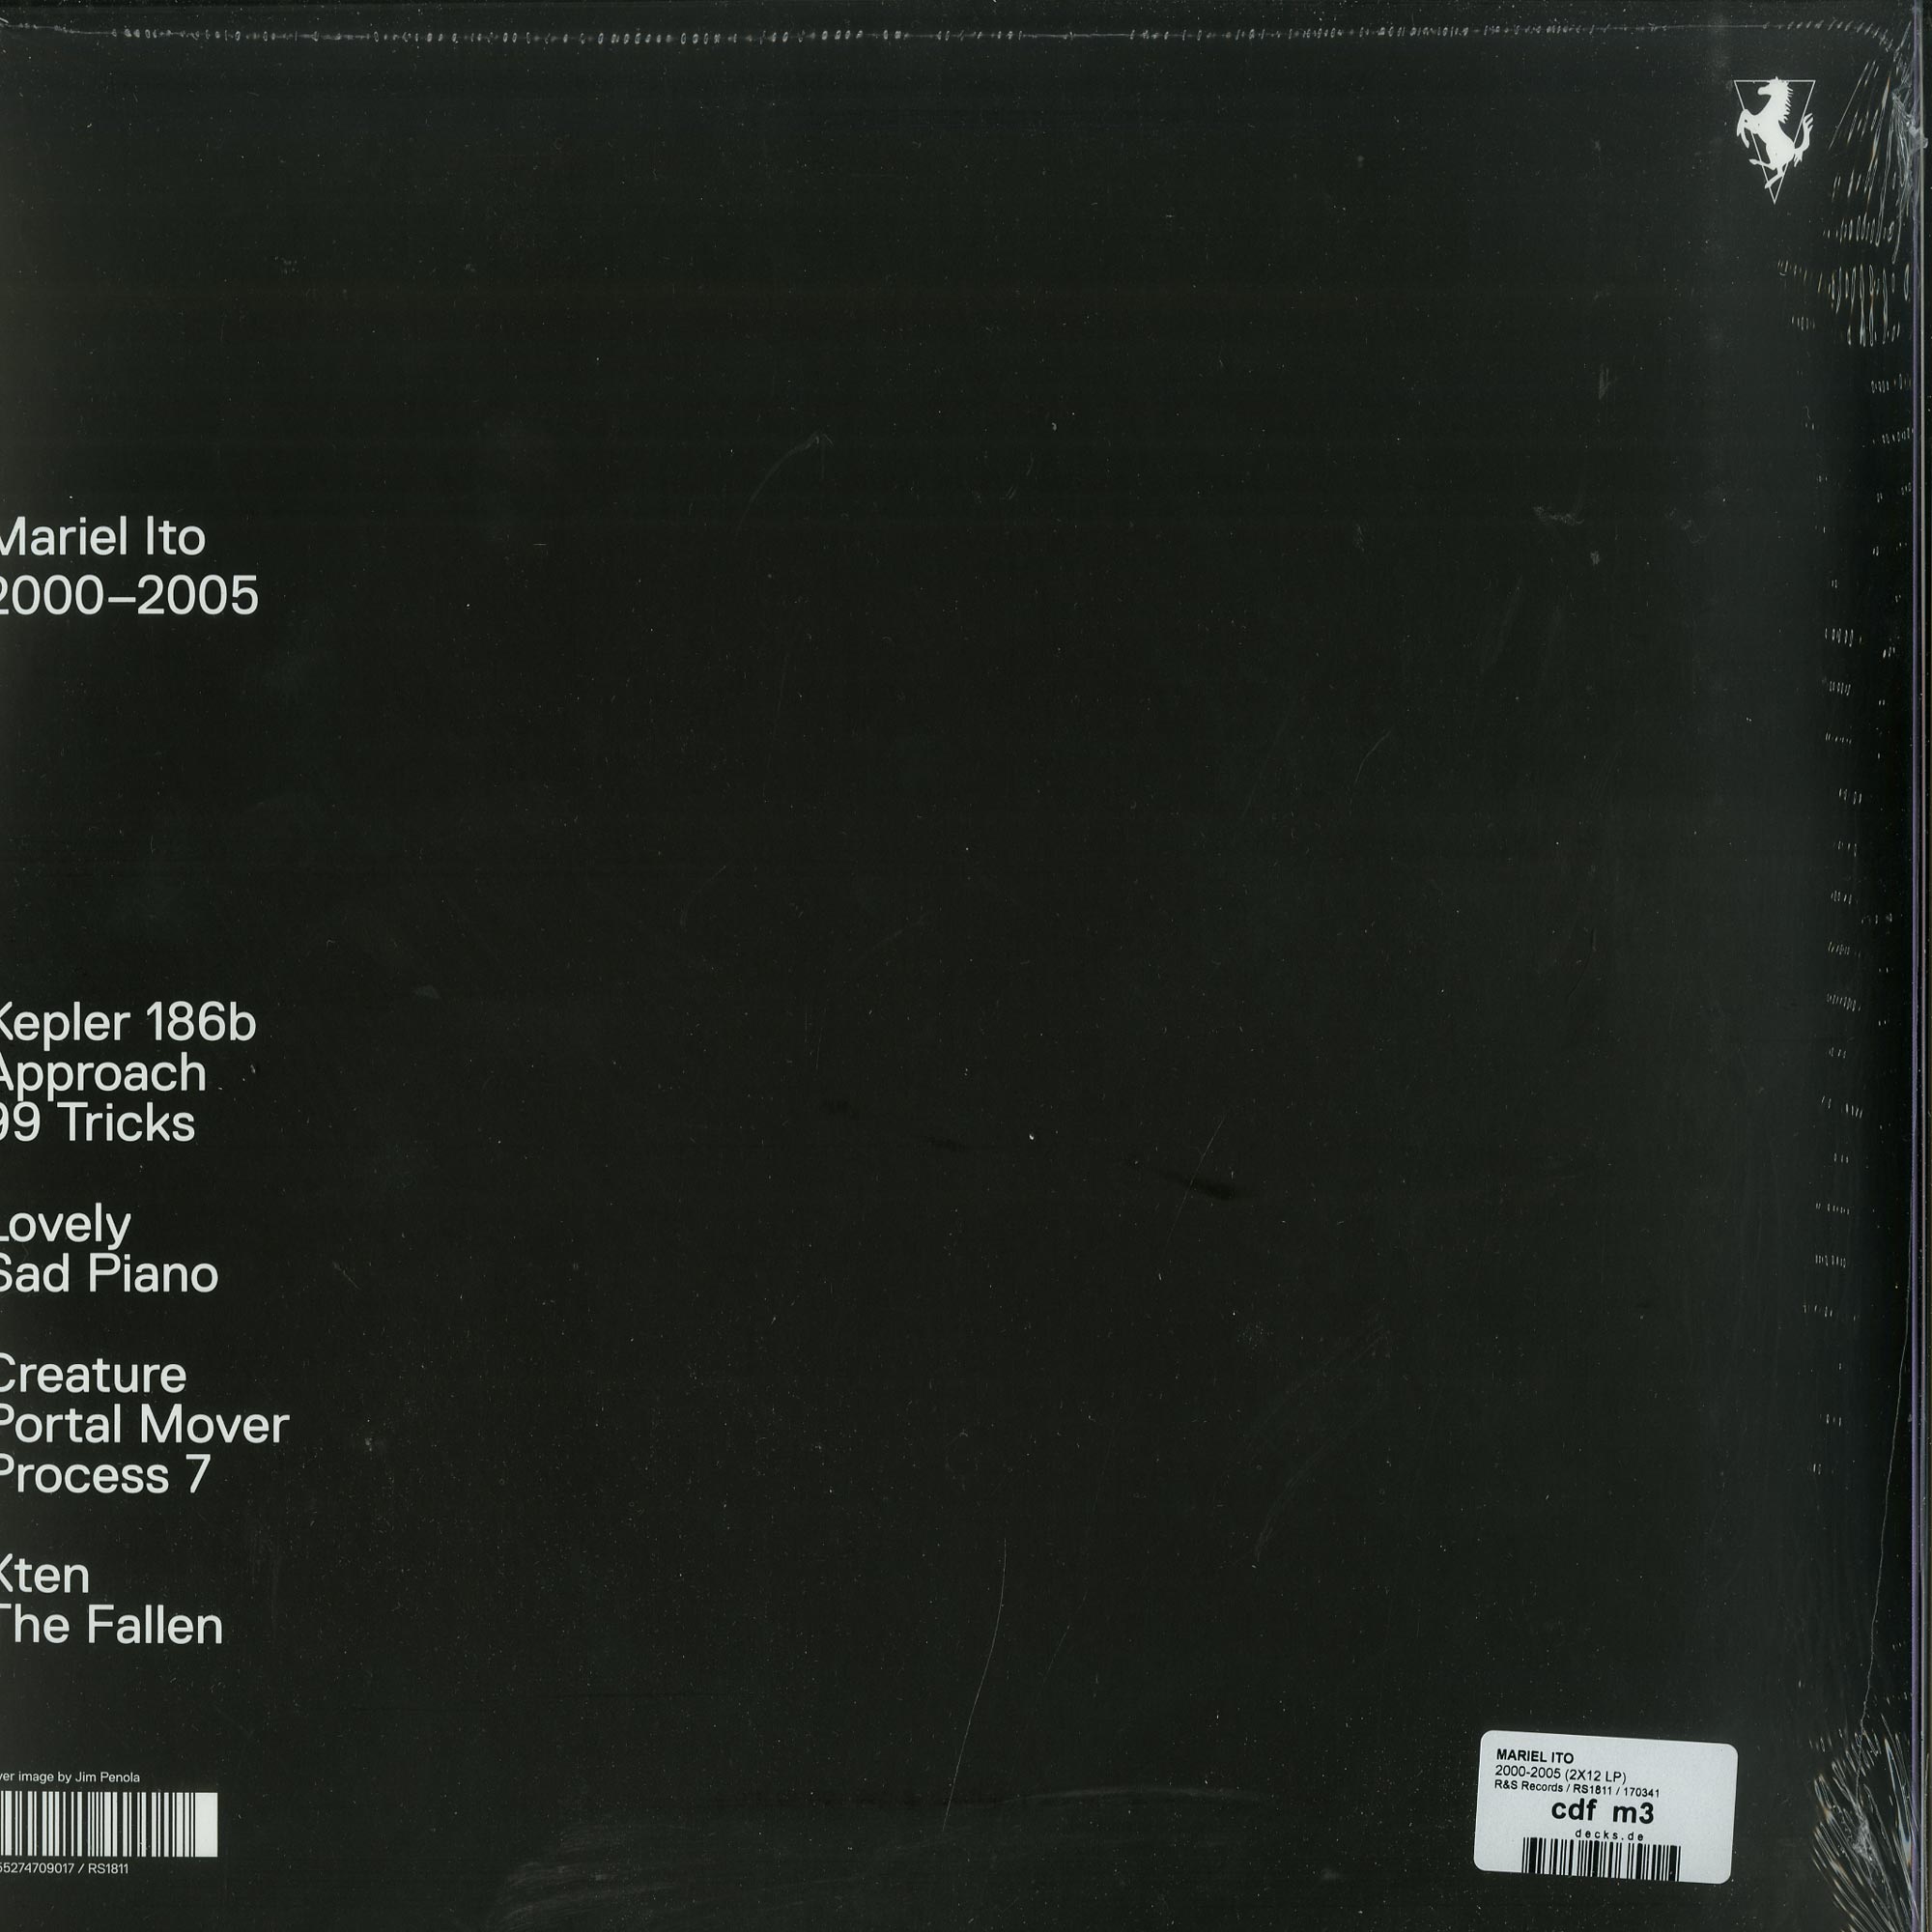 Mariel Ito
2000–2005
Kepler 186b
Approach
99 Tricks
Lovely
Sad Piano
Creature
Portal Mover
Process 7
Xten
The Fallen
image by Jim Penola
55274709017 / RS1811
MARIEL ITO
2000-2005 (2X12 LP)
R&S Records / RS1811 / 170341
cdf m3
decks.de